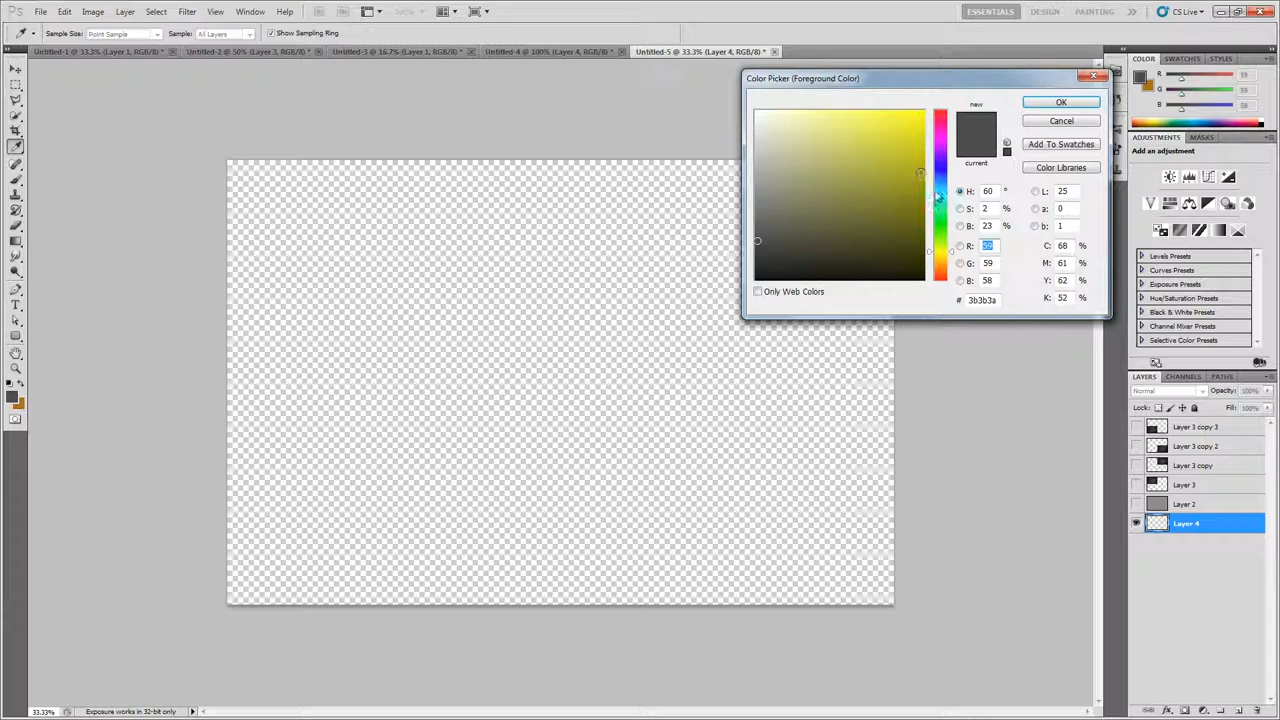 Ps File Edit Image Layer Select Filter View Window Help 100% ESSENTIALS DESIGN PAINTING CS Live
Sample Size: Point Sample Sample: All Layers Show Sampling Ring
Untitled-1 @ 33.3% (Layer 1, RGB/8) * Untitled-2 @ 50% (Layer 3, RGB/8) * Untitled-3 @ 16.7% (Layer 1, RGB/8) * Untitled-4 @ 100% (Layer 4, RGB/8) * Untitled-5 @ 33.3% (Layer 4, RGB/8) *
Color Picker (Foreground Color)
new
current
OK
Cancel
Add To Swatches
Color Libraries
H: 60 ° L: 25
S: 2 % a: 0
B: 23 % b: 1
R: 59 C: 68 %
G: 59 M: 61 %
B: 58 Y: 62 %
# 3b3b3a K: 52 %
Only Web Colors
COLOR SWATCHES STYLES
R 59
G 59
B 58
ADJUSTMENTS MASKS
Add an adjustment
Levels Presets
Curves Presets
Exposure Presets
Hue/Saturation Presets
Black & White Presets
Channel Mixer Presets
Selective Color Presets
LAYERS CHANNELS PATHS
Normal Opacity: 100%
Lock: Fill: 100%
Layer 3 copy 3
Layer 3 copy 2
Layer 3 copy
Layer 3
Layer 2
Layer 4
33.33% Exposure works in 32-bit only